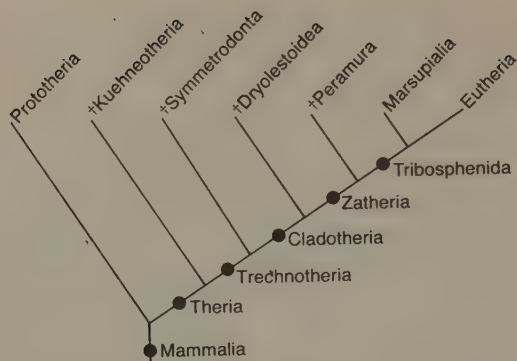 Prototheria
†Kuehneotheria
†Symmetrodonta
†Dryolestoidea
†Peramura
Marsupialia
Eutheria
Tribosphenida
Zatheria
Cladotheria
Trechnotheria
Theria
Mammalia